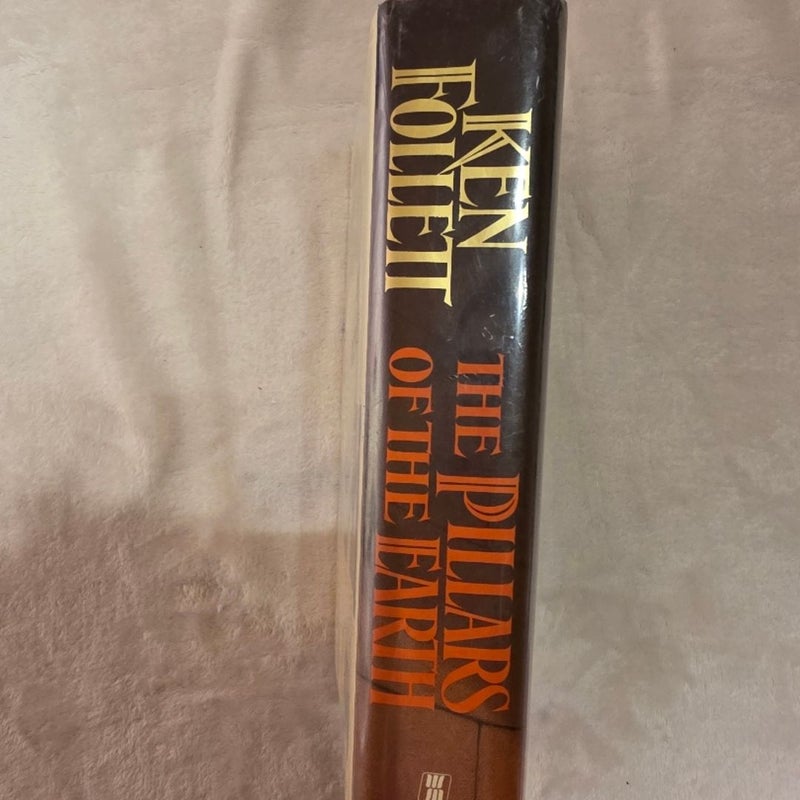 KEN
FOLLETT
THE PILLARS
OF THE EARTH